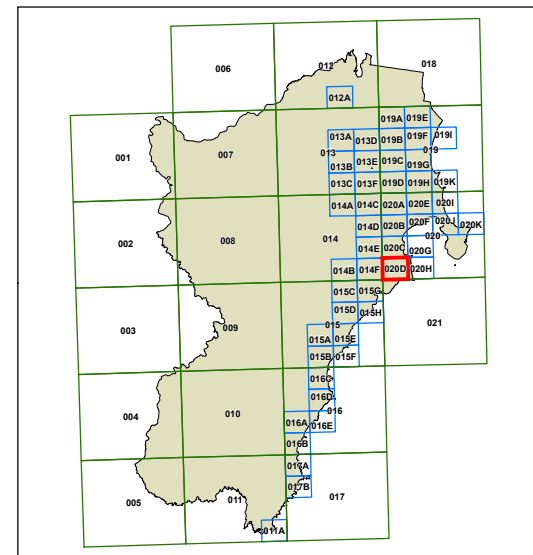 006 012 018
012A
019A 019E
013A 013D 019B 019F 019I
001 007 013 019
013B 013E 019C 019G
013C 013F 019D 019H 019K
014A 014C 020A 020E 020I
014D 020B 020F 020J 020K
002 008 014 020
014E 020C 020G
014B 014F 020D 020H
015C 015G
015D 015H
003 009 015 021
015A 015E
015B 015F
016C
016D
004 010 016
016A 016E
016B
017A
017B
005 011 017
011A